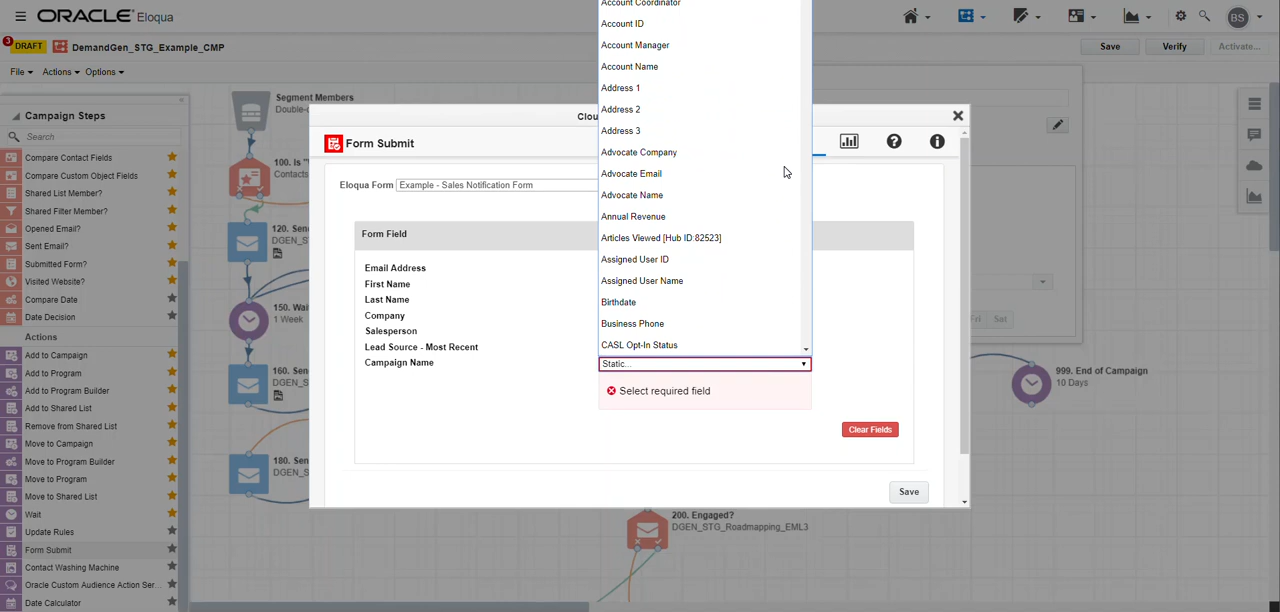 ORACLE Eloqua
BS
3
DRAFT
DemandGen_STG_Example_CMP
Save
Verify
Activate...
File
Actions
Options
Campaign Steps
Search
Compare Contact Fields
Compare Custom Object Fields
Shared List Member?
Shared Filter Member?
Opened Email?
Sent Email?
Submitted Form?
Visited Website?
Compare Date
Date Decision
Actions
Add to Campaign
Add to Program
Add to Program Builder
Add to Shared List
Remove from Shared List
Move to Campaign
Move to Program Builder
Move to Program
Move to Shared List
Wait
Update Rules
Form Submit
Contact Washing Machine
Oracle Custom Audience Action Ser...
Date Calculator
Segment Members
100. Is
Contacts
120. Sen
DGEN_S
150. Wai
1 Week
160. Sen
DGEN_S
180. Sen
DGEN_S
Form Submit
Eloqua Form
Example - Sales Notification Form
Form Field
Email Address
First Name
Last Name
Company
Salesperson
Lead Source - Most Recent
Campaign Name
Account Coordinator
Account ID
Account Manager
Account Name
Address 1
Address 2
Address 3
Advocate Company
Advocate Email
Advocate Name
Annual Revenue
Articles Viewed [Hub ID:82523]
Assigned User ID
Assigned User Name
Birthdate
Business Phone
CASL Opt-In Status
Static...
Select required field
Clear Fields
Save
Fri
Sat
200. Engaged?
DGEN_STG_Roadmapping_EML3
999. End of Campaign
10 Days